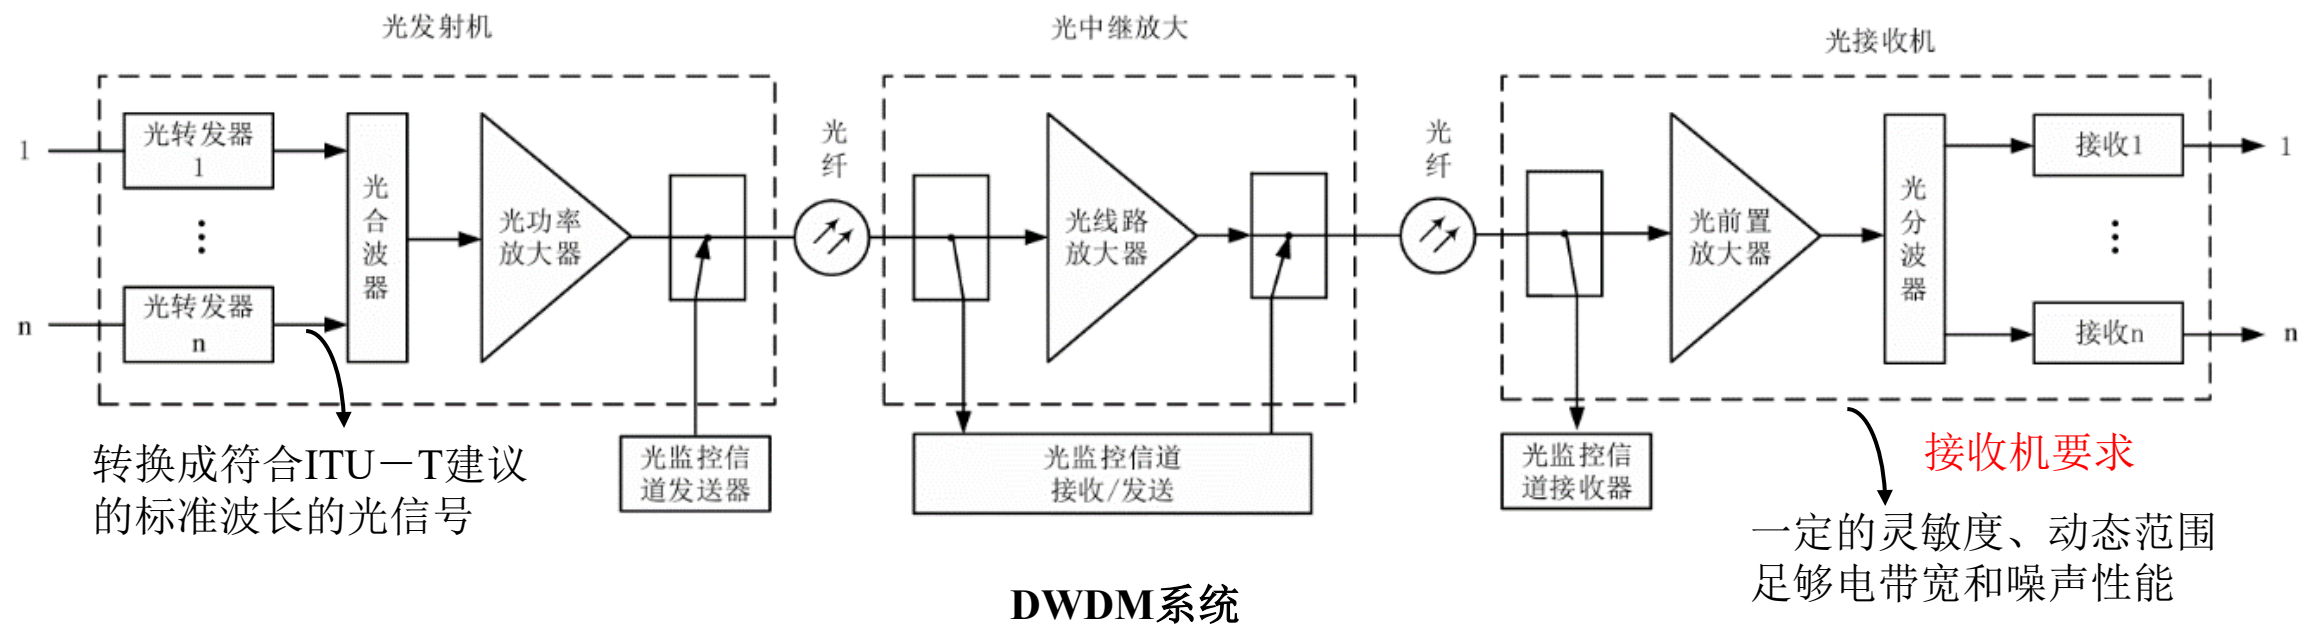 光发射机
光中继放大
光接收机
1
光转发器
1
⋮
n
光转发器
n
光合波器
光功率
放大器
光纤
光线路
放大器
光纤
光前置
放大器
光分波器
接收1
1
⋮
接收n
n
光监控信
道发送器
光监控信道
接收/发送
光监控信
道接收器
转换成符合ITU－T建议
的标准波长的光信号
接收机要求
一定的灵敏度、动态范围
足够电带宽和噪声性能
DWDM系统